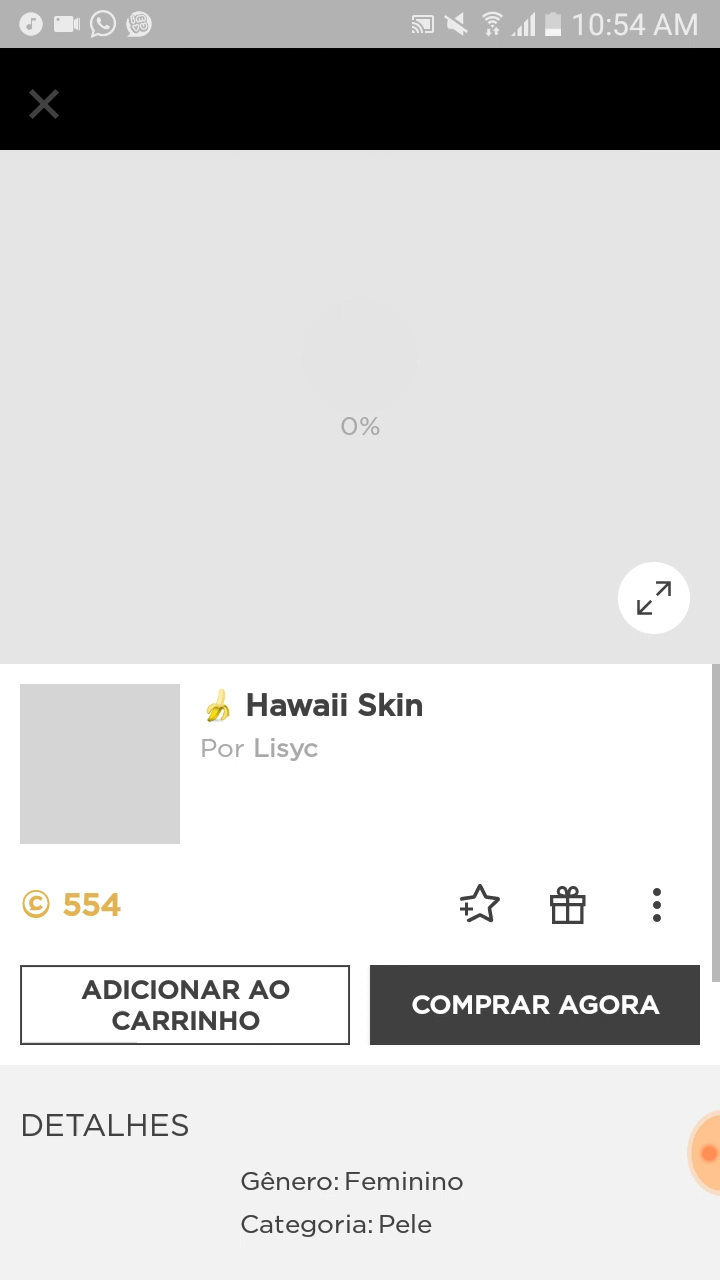 10:54 AM
0%
🍌 Hawaii Skin
Por Lisyc
© 554
ADICIONAR AO
CARRINHO
COMPRAR AGORA
DETALHES
Gênero: Feminino
Categoria: Pele